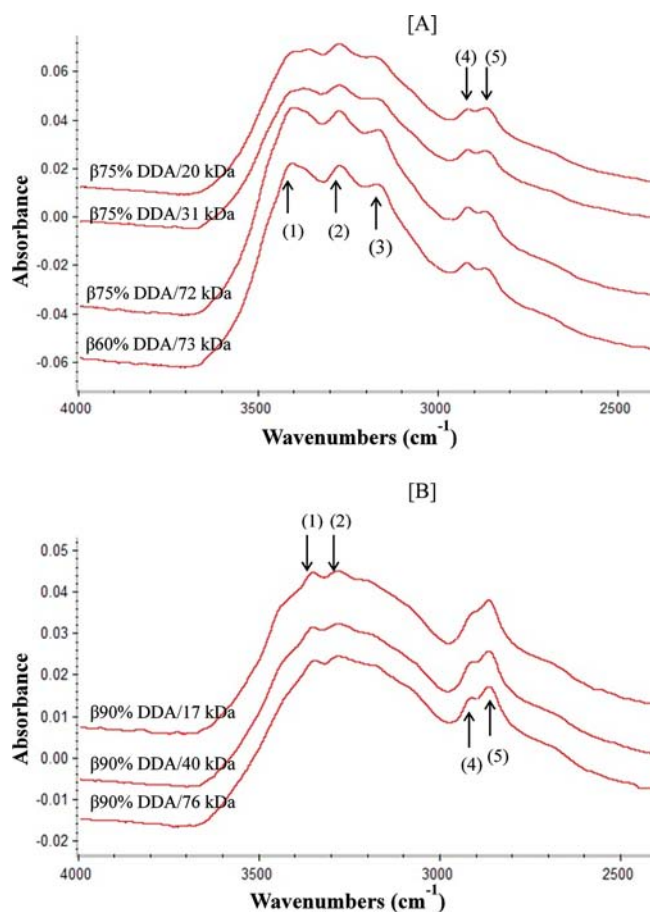 [A]
Absorbance
0.06
0.04
0.02
0.00
-0.02
-0.04
-0.06
(4) (5)
β75% DDA/20 kDa
β75% DDA/31 kDa
(1) (2) (3)
β75% DDA/72 kDa
β60% DDA/73 kDa
4000 3500 3000 2500
Wavenumbers (cm-1)
[B]
Absorbance
0.05
0.04
0.03
0.02
0.01
0.00
-0.01
-0.02
(1) (2)
β90% DDA/17 kDa
β90% DDA/40 kDa
(4) (5)
β90% DDA/76 kDa
4000 3500 3000 2500
Wavenumbers (cm-1)